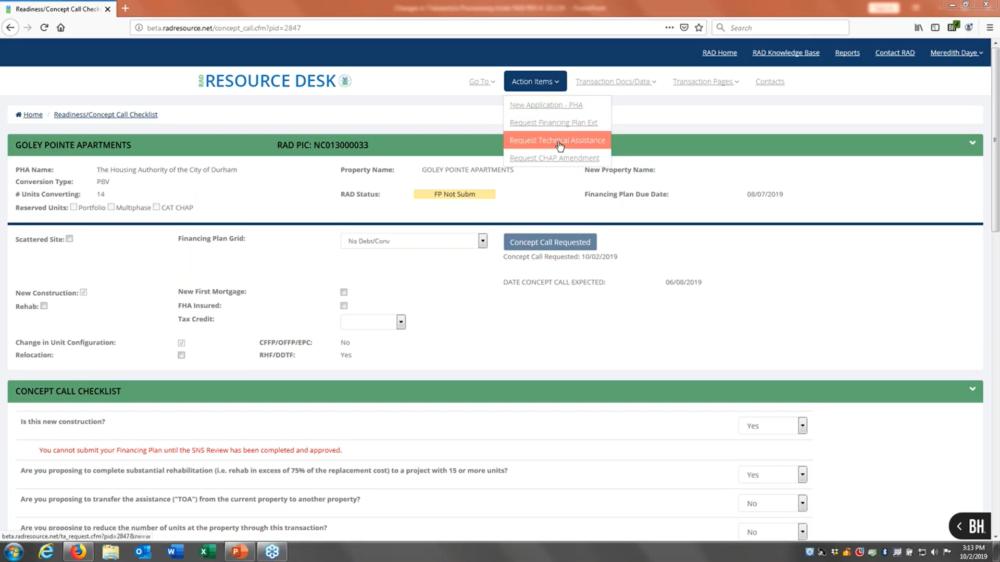 Readiness/Concept Call Check
beta.radresource.net/concept_call.cfm?pid=2847
Search
RAD Home
RAD Knowledge Base
Reports
Contact RAD
Meredith Daye
RAD RESOURCE DESK
Go To
Action Items
Transaction Docs/Data
Transaction Pages
Contacts
New Application - PHA
Request Financing Plan Ext
Request Technical Assistance
Request CHAP Amendment
Home / Readiness/Concept Call Checklist
GOLEY POINTE APARTMENTS RAD PIC: NC013000033
PHA Name: The Housing Authority of the City of Durham Property Name: GOLEY POINTE APARTMENTS New Property Name:
Conversion Type: PBV
# Units Converting: 14 RAD Status: FP Not Subm Financing Plan Due Date: 08/07/2019
Reserved Units: Portfolio Multiphase CAT CHAP
Scattered Site: Financing Plan Grid: No Debt/Conv Concept Call Requested
Concept Call Requested: 10/02/2019
DATE CONCEPT CALL EXPECTED: 06/08/2019
New Construction: New First Mortgage:
Rehab: FHA Insured:
Tax Credit:
Change in Unit Configuration: CFFP/OFFP/EPC: No
Relocation: RHF/DDTF: Yes
CONCEPT CALL CHECKLIST
Is this new construction? Yes
You cannot submit your Financing Plan until the SNS Review has been completed and approved.
Are you proposing to complete substantial rehabilitation (i.e. rehab in excess of 75% of the replacement cost) to a project with 15 or more units? Yes
Are you proposing to transfer the assistance ("TOA") from the current property to another property? No
Are you proposing to reduce the number of units at the property through this transaction? No
BH.
beta.radresource.net/ta_request.cfm?pid=2847&rw=w
3:13 PM
10/2/2019